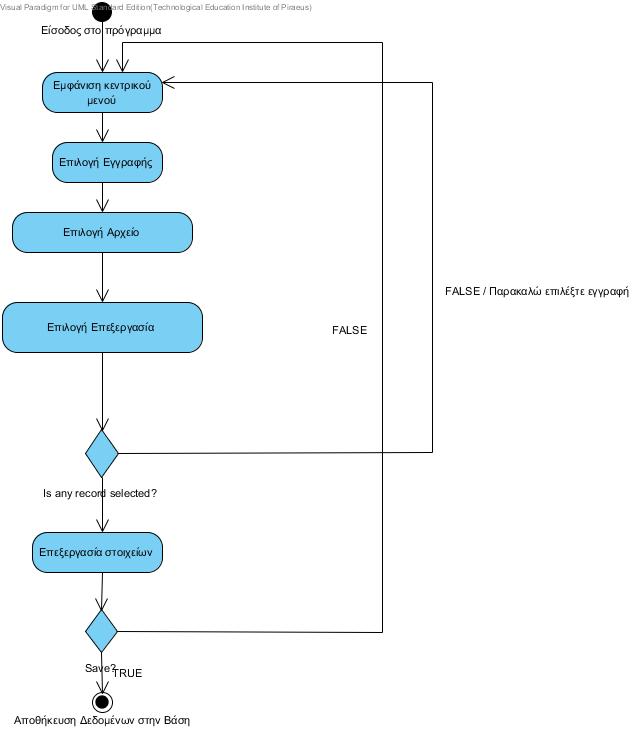 Visual Paradigm for UML Standard Edition(Technological Education Institute of Piraeus)
Είσοδος στο πρόγραμμα
Εμφάνιση κεντρικού
μενού
Επιλογή Εγγραφής
Επιλογή Αρχείο
FALSE / Παρακαλώ επιλέξτε εγγραφή
Επιλογή Επεξεργασία
FALSE
Is any record selected?
Επεξεργασία στοιχείων
Save?
TRUE
Αποθήκευση Δεδομένων στην Βάση